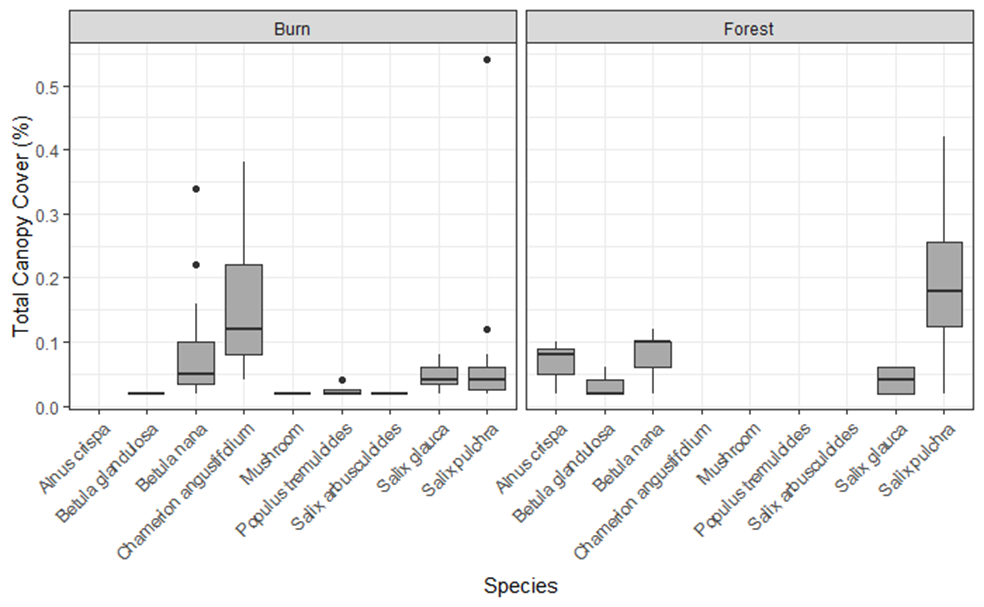 Burn
Forest
Total Canopy Cover (%)
0.5
0.4
0.3
0.2
0.1
0.0
Alnus crispa
Betula glandulosa
Betula nana
Chamerion angustifolium
Mushroom
Populus tremuloides
Salix arbusculoides
Salix glauca
Salix pulchra
Alnus crispa
Betula glandulosa
Betula nana
Chamerion angustifolium
Mushroom
Populus tremuloides
Salix arbusculoides
Salix glauca
Salix pulchra
Species